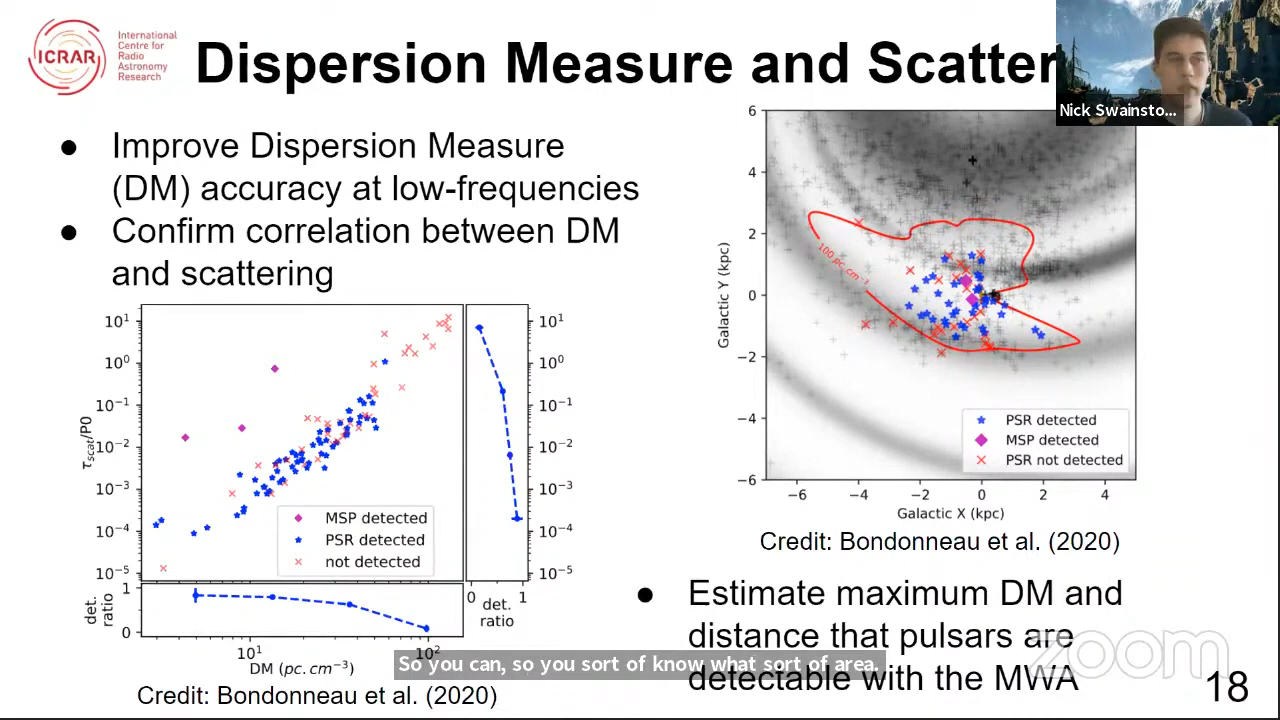 ICRAR
International
Centre for
Radio
Astronomy
Research
Dispersion Measure and Scatter
Nick Swainsto...
● Improve Dispersion Measure
(DM) accuracy at low-frequencies
● Confirm correlation between DM
and scattering
10¹
10⁰
10⁻¹
10⁻²
10⁻³
10⁻⁴
10⁻⁵
τscat/P0
MSP detected
PSR detected
not detected
10¹
10⁰
10⁻¹
10⁻²
10⁻³
10⁻⁴
10⁻⁵
0 1
det.
ratio
1
0
det.
ratio
10¹ 10²
DM (pc.cm⁻³)
Credit: Bondonneau et al. (2020)
6
4
2
0
−2
−4
−6
Galactic Y (kpc)
100 pc cm⁻³
PSR detected
MSP detected
PSR not detected
−6 −4 −2 0 2 4
Galactic X (kpc)
Credit: Bondonneau et al. (2020)
● Estimate maximum DM and
distance that pulsars are
detectable with the MWA
So you can, so you sort of know what sort of area.
zoom
18